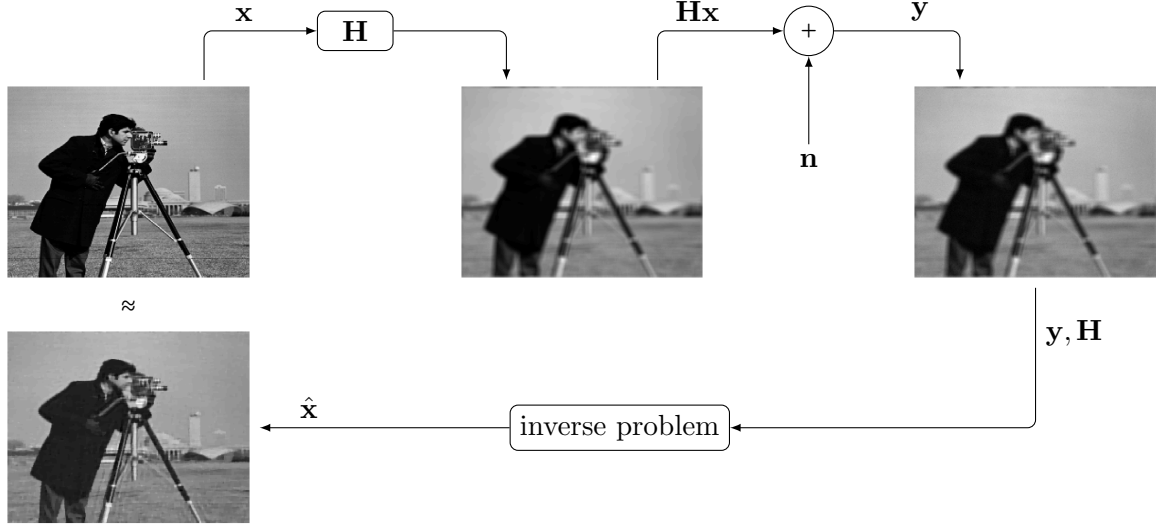 x
H
Hx
+
y
n
≈
y, H
x̂
inverse problem